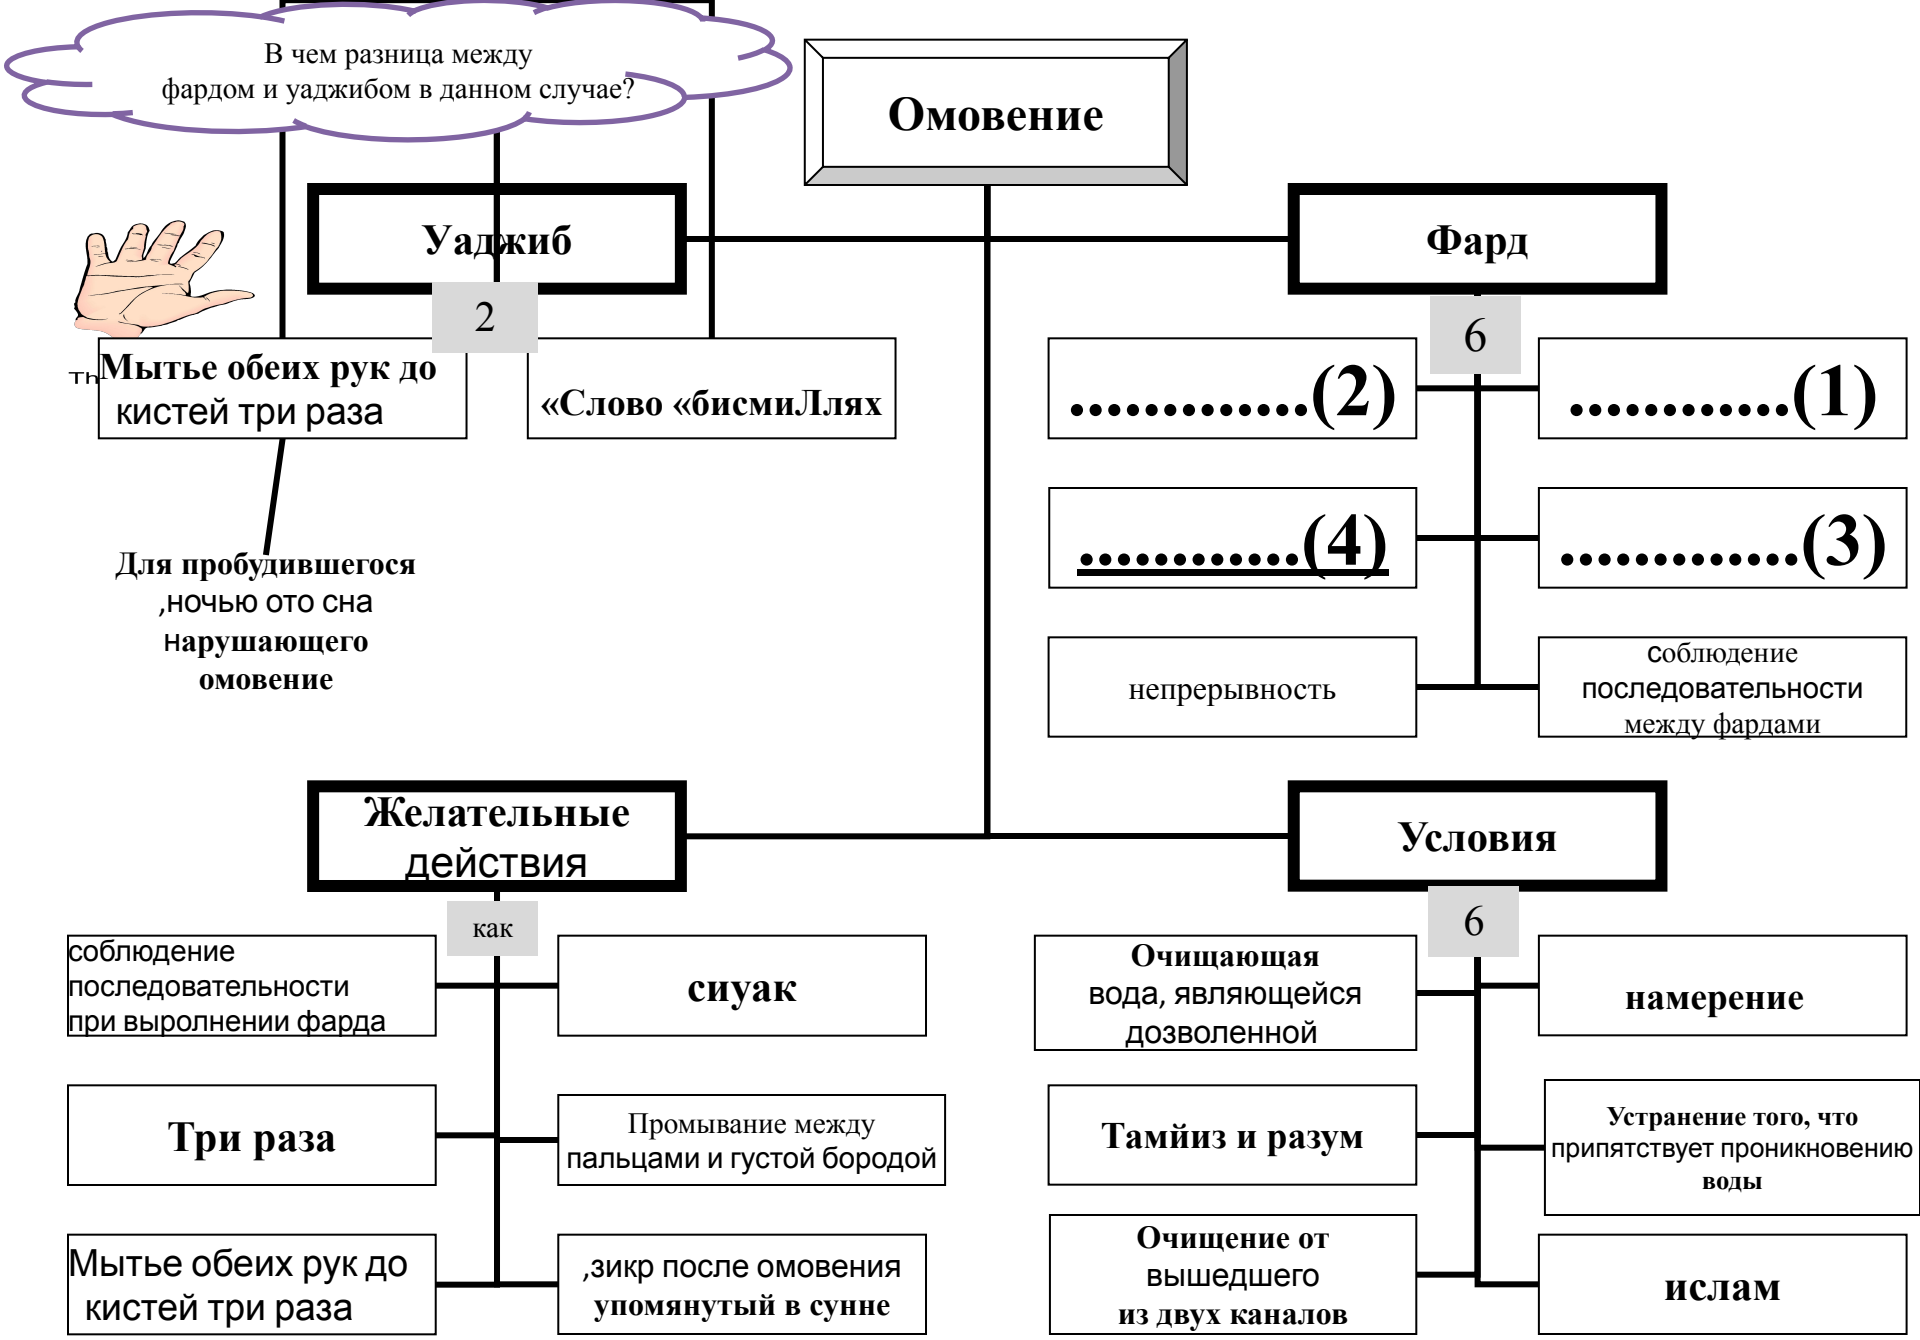 В чем разница между
фардом и уаджибом в данном случае?
Омовение
Уаджиб
2
Мытье обеих рук до
кистей три раза
«Слово «бисмиЛлях
Для пробудившегося
,ночью ото сна
нарушающего
омовение
Фард
6
.............(2)
............(1)
............(4)
.............(3)
непрерывность
соблюдение
последовательности
между фардами
Желательные
действия
как
соблюдение
последовательности
при выролнении фарда
сиуак
Три раза
Промывание между
пальцами и густой бородой
Мытье обеих рук до
кистей три раза
,зикр после омовения
упомянутый в сунне
Условия
6
Очищающая
вода, являющейся
дозволенной
намерение
Тамйиз и разум
Устранение того, что
припятствует проникновению
воды
Очищение от
вышедшего
из двух каналов
ислам